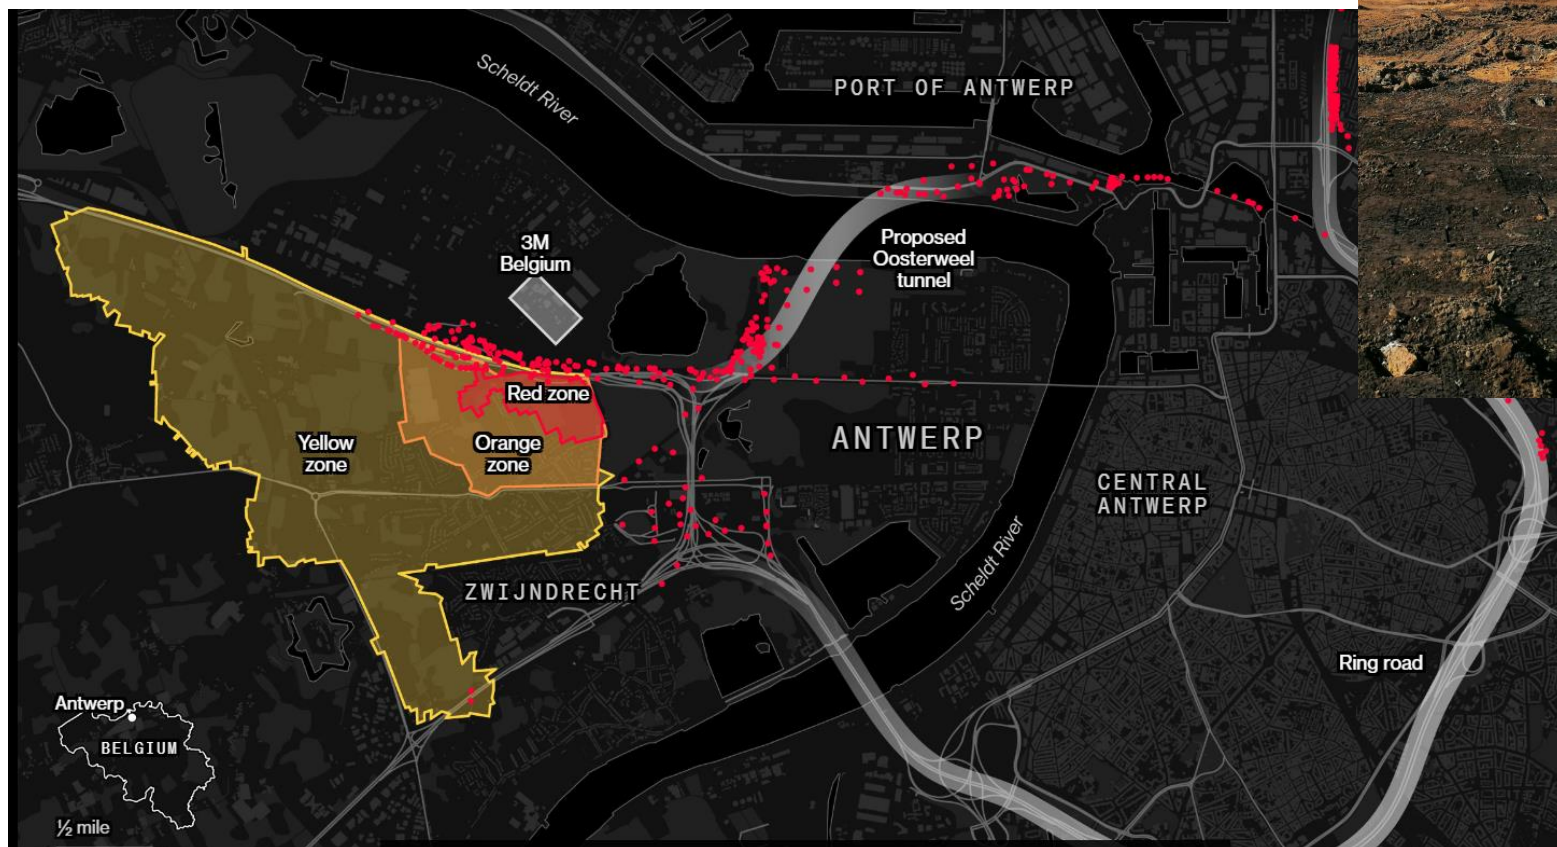 Scheldt River
PORT OF ANTWERP
3M
Belgium
Proposed
Oosterweel
tunnel
Red zone
Yellow
zone
Orange
zone
ANTWERP
CENTRAL
ANTWERP
Scheldt River
ZWIJNDRECHT
Ring road
Antwerp
BELGIUM
½ mile